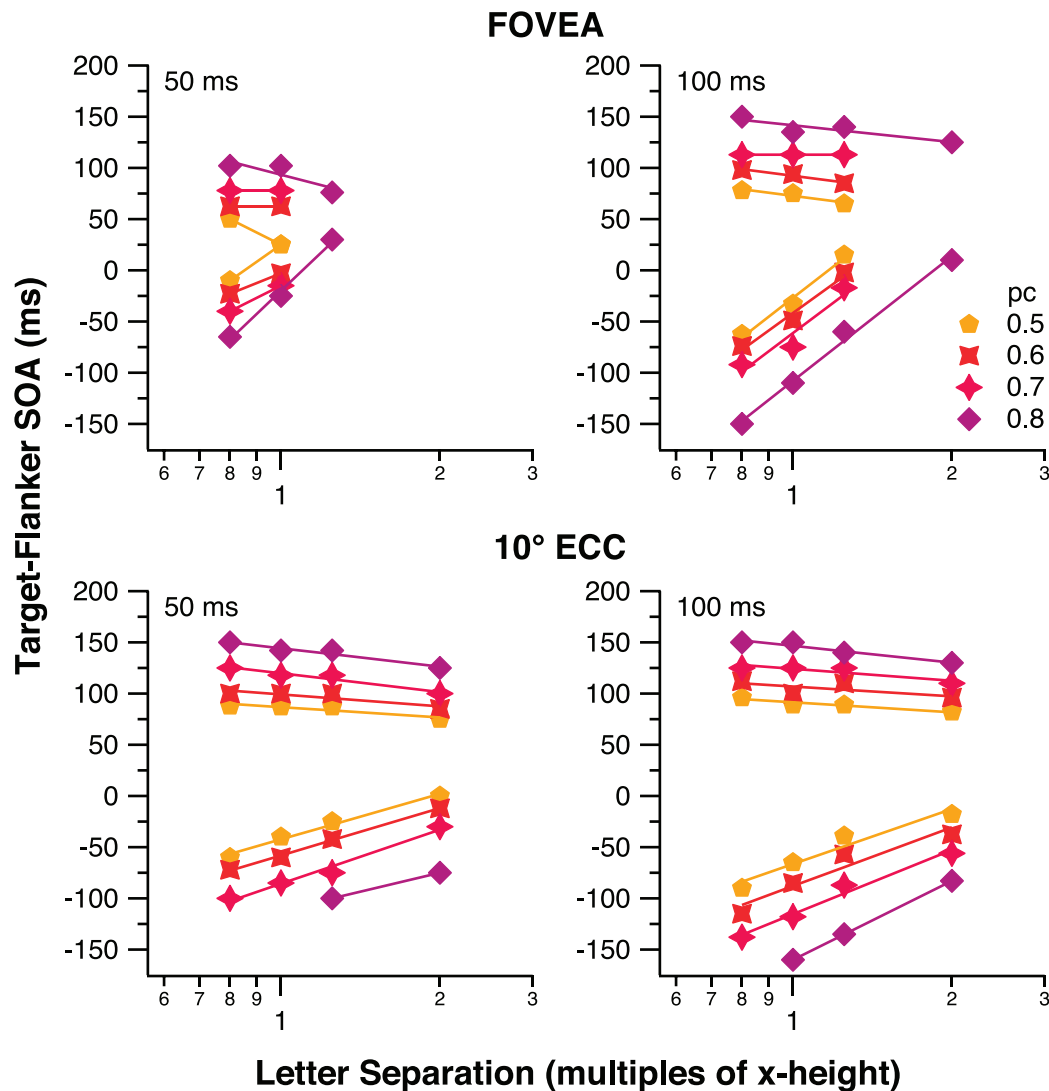 FOVEA
50 ms
200
150
100
50
0
-50
-100
-150
6 7 8 9 1 2 3
100 ms
200
150
100
50
0
-50
-100
-150
6 7 8 9 1 2 3
pc
0.5
0.6
0.7
0.8
10° ECC
50 ms
200
150
100
50
0
-50
-100
-150
6 7 8 9 1 2 3
100 ms
200
150
100
50
0
-50
-100
-150
6 7 8 9 1 2 3
Target-Flanker SOA (ms)
Letter Separation (multiples of x-height)